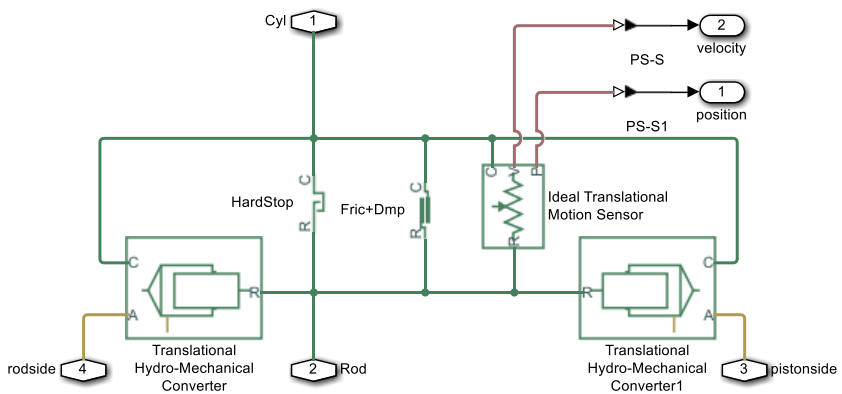 Cyl
1
2
velocity
PS-S
1
position
PS-S1
C
V
P
C
HardStop
R
C
Fric+Dmp
R
Ideal Translational
Motion Sensor
R
C
R
A
R
C
A
Translational
Hydro-Mechanical
Converter
rodside
4
2
Rod
Translational
Hydro-Mechanical
Converter1
3
pistonside